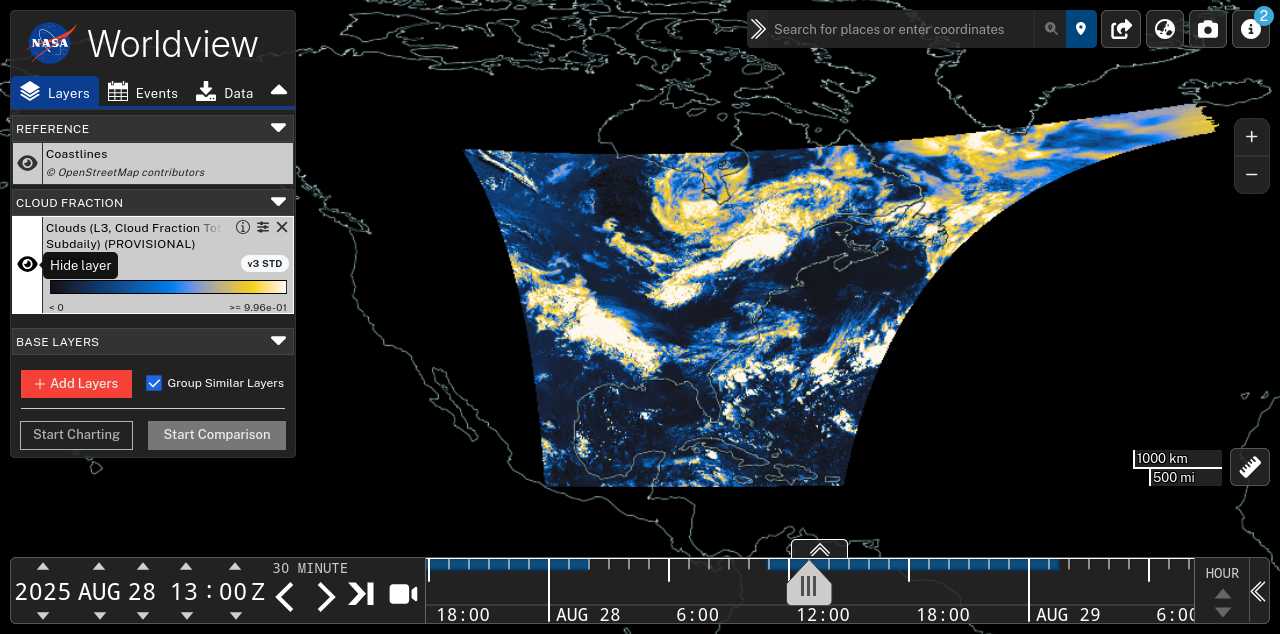 NASA
Worldview
Layers
Events
Data
REFERENCE
Coastlines
© OpenStreetMap contributors
CLOUD FRACTION
Clouds (L3, Cloud Fraction Tot
Subdaily) (PROVISIONAL)
Hide layer
v3 STD
< 0
>= 9.96e-01
BASE LAYERS
+ Add Layers
Group Similar Layers
Start Charting
Start Comparison
Search for places or enter coordinates
2
+
−
1000 km
500 mi
2025 AUG 28 13 : 00 Z
30 MINUTE
18:00
AUG 28
6:00
12:00
18:00
AUG 29
6:00
HOUR